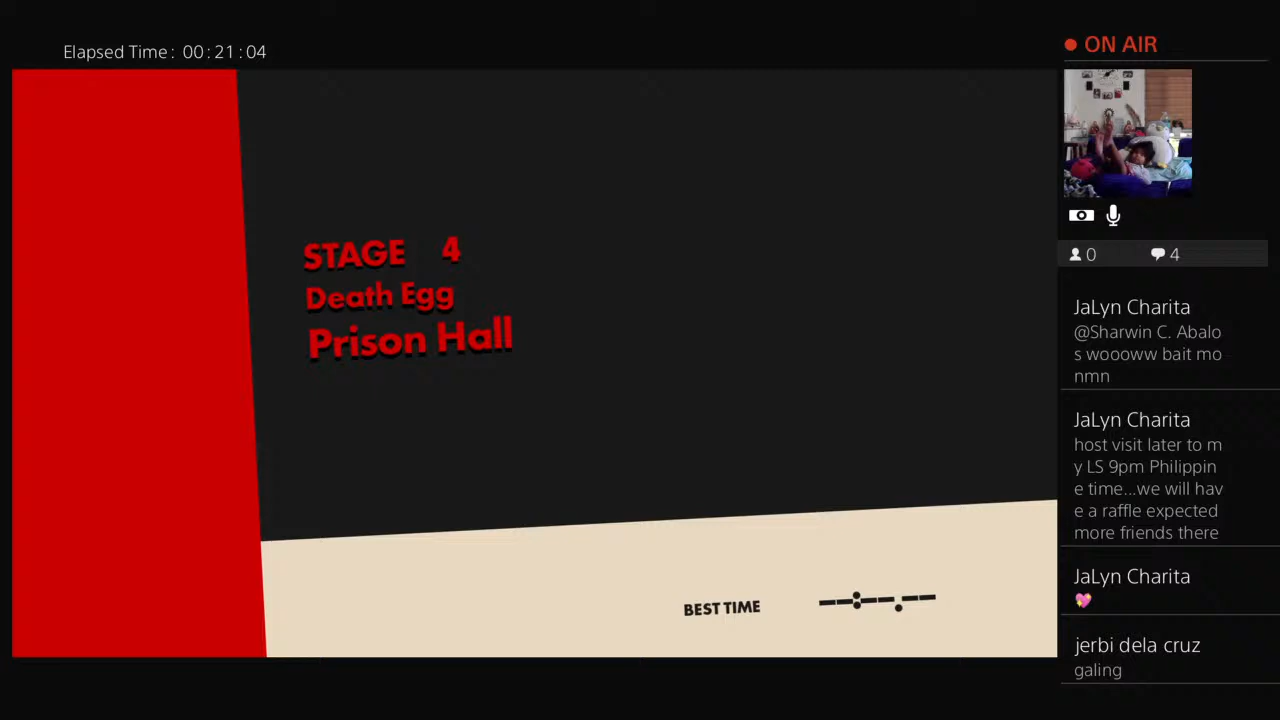 Elapsed Time: 00:21:04
ON AIR
STAGE 4
Death Egg
Prison Hall
BEST TIME --:--.--
0 4
JaLyn Charita
@Sharwin C. Abalo
s woooww bait mo
nmn
JaLyn Charita
host visit later to m
y LS 9pm Philippin
e time...we will hav
e a raffle expected
more friends there
JaLyn Charita
💖
jerbi dela cruz
galing